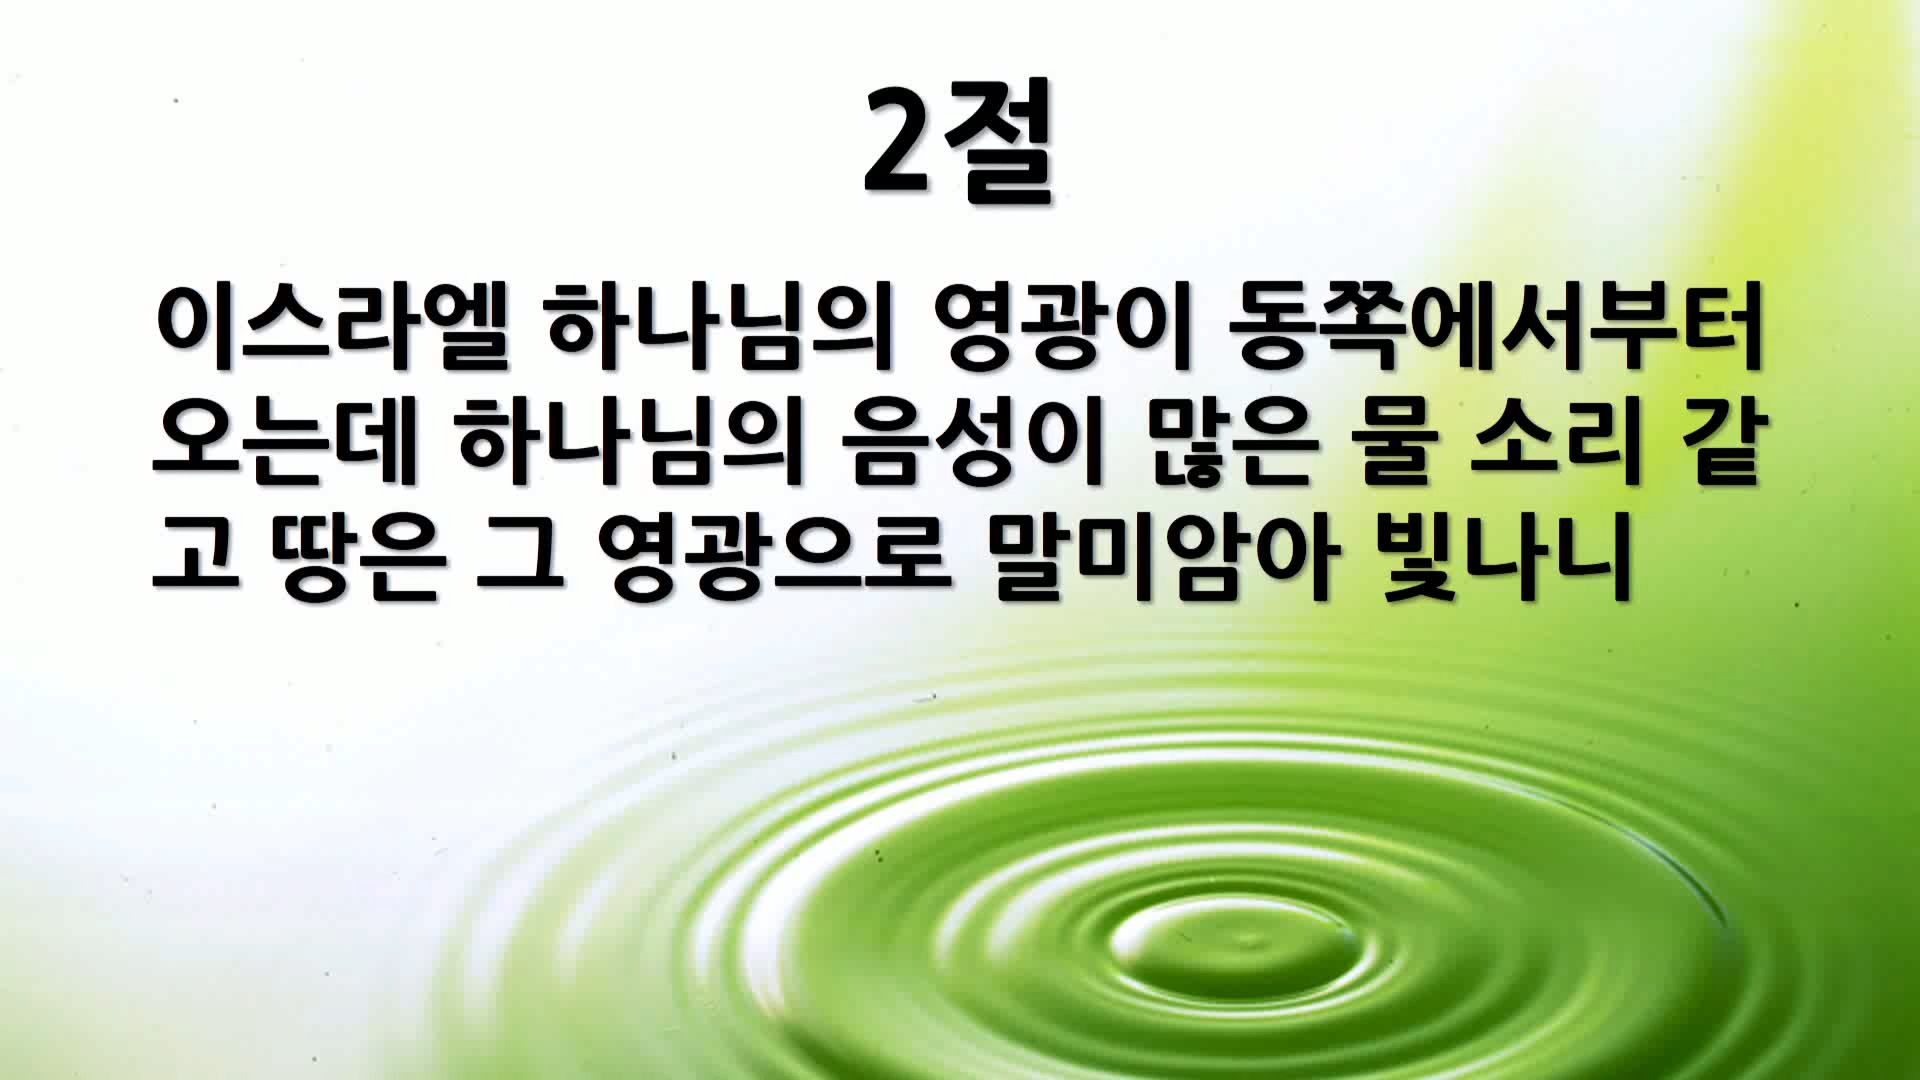 2절
이스라엘 하나님의 영광이 동쪽에서부터
오는데 하나님의 음성이 많은 물 소리 같
고 땅은 그 영광으로 말미암아 빛나니